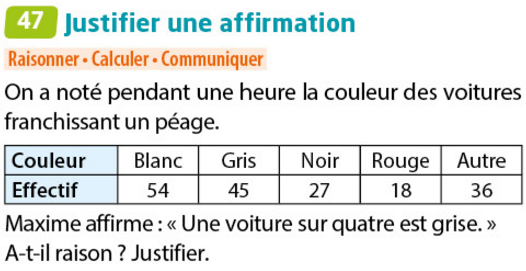 47 Justifier une affirmation
Raisonner • Calculer • Communiquer
On a noté pendant une heure la couleur des voitures
franchissant un péage.
Couleur Blanc Gris Noir Rouge Autre
Effectif 54 45 27 18 36
Maxime affirme : « Une voiture sur quatre est grise. »
A-t-il raison ? Justifier.